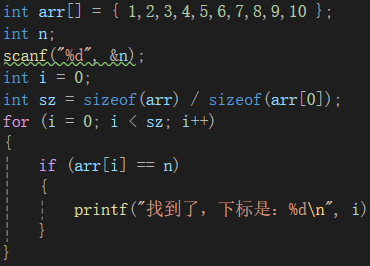 int arr[] = { 1,2,3,4,5,6,7,8,9,10 };
int n;
scanf("%d", &n);
int i = 0;
int sz = sizeof(arr) / sizeof(arr[0]);
for (i = 0; i < sz; i++)
{
if (arr[i] == n)
{
printf("找到了，下标是：%d\n", i)
}
}